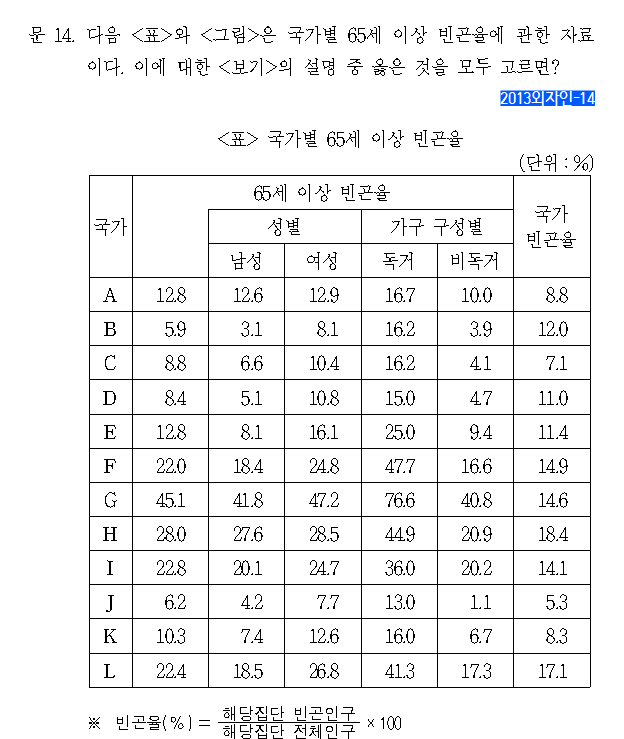 문 14. 다음 <표>와 <그림>은 국가별 65세 이상 빈곤율에 관한 자료
이다. 이에 대한 <보기>의 설명 중 옳은 것을 모두 고르면?
2013외자인-14
<표> 국가별 65세 이상 빈곤율
(단위 : %)
국가 65세 이상 빈곤율 국가 빈곤율
성별 가구 구성별
남성 여성 독거 비독거
A 12.8 12.6 12.9 16.7 10.0 8.8
B 5.9 3.1 8.1 16.2 3.9 12.0
C 8.8 6.6 10.4 16.2 4.1 7.1
D 8.4 5.1 10.8 15.0 4.7 11.0
E 12.8 8.1 16.1 25.0 9.4 11.4
F 22.0 18.4 24.8 47.7 16.6 14.9
G 45.1 41.8 47.2 76.6 40.8 14.6
H 28.0 27.6 28.5 44.9 20.9 18.4
I 22.8 20.1 24.7 36.0 20.2 14.1
J 6.2 4.2 7.7 13.0 1.1 5.3
K 10.3 7.4 12.6 16.0 6.7 8.3
L 22.4 18.5 26.8 41.3 17.3 17.1
※ 빈곤율(%) = 해당집단 빈곤인구 / 해당집단 전체인구 × 100